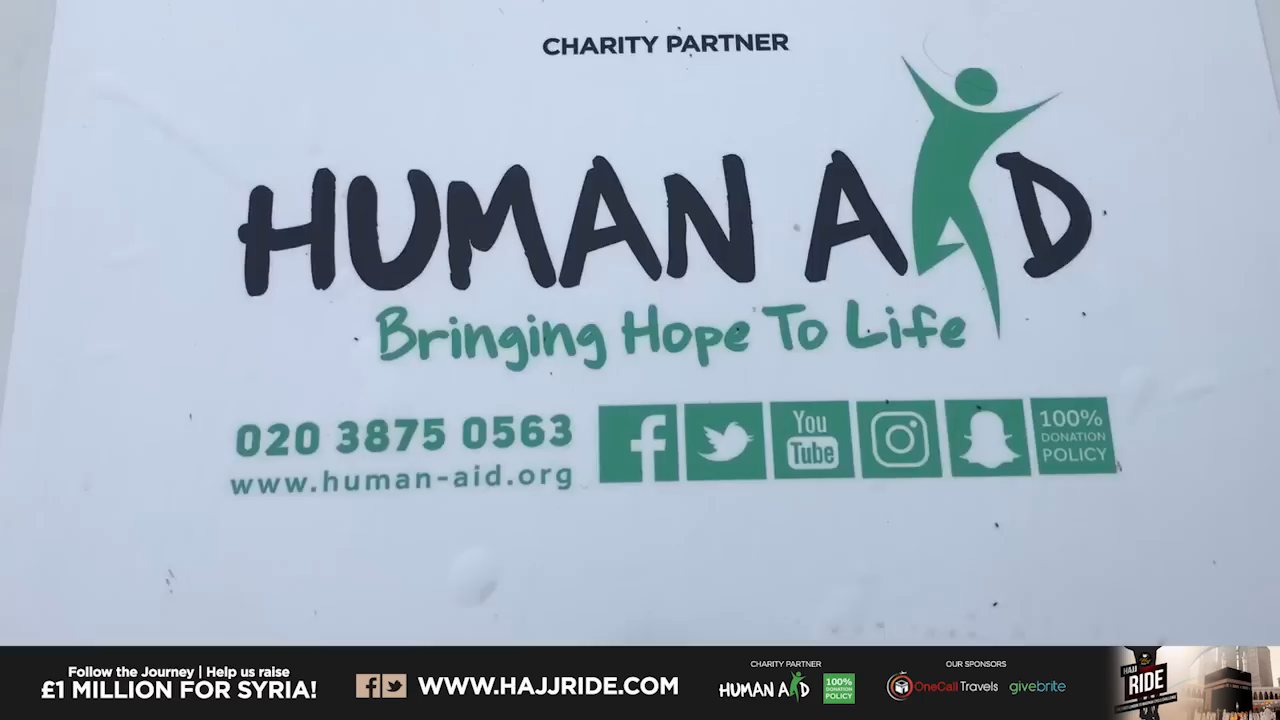 CHARITY PARTNER
HUMAN AID
Bringing Hope To Life
020 3875 0563
www.human-aid.org
You
Tube
100%
DONATION
POLICY
Follow the Journey | Help us raise
£1 MILLION FOR SYRIA!
WWW.HAJJRIDE.COM
CHARITY PARTNER
HUMAN AID
100%
DONATION
POLICY
OUR SPONSORS
OneCall Travels
givebrite
HAJJ
RIDE